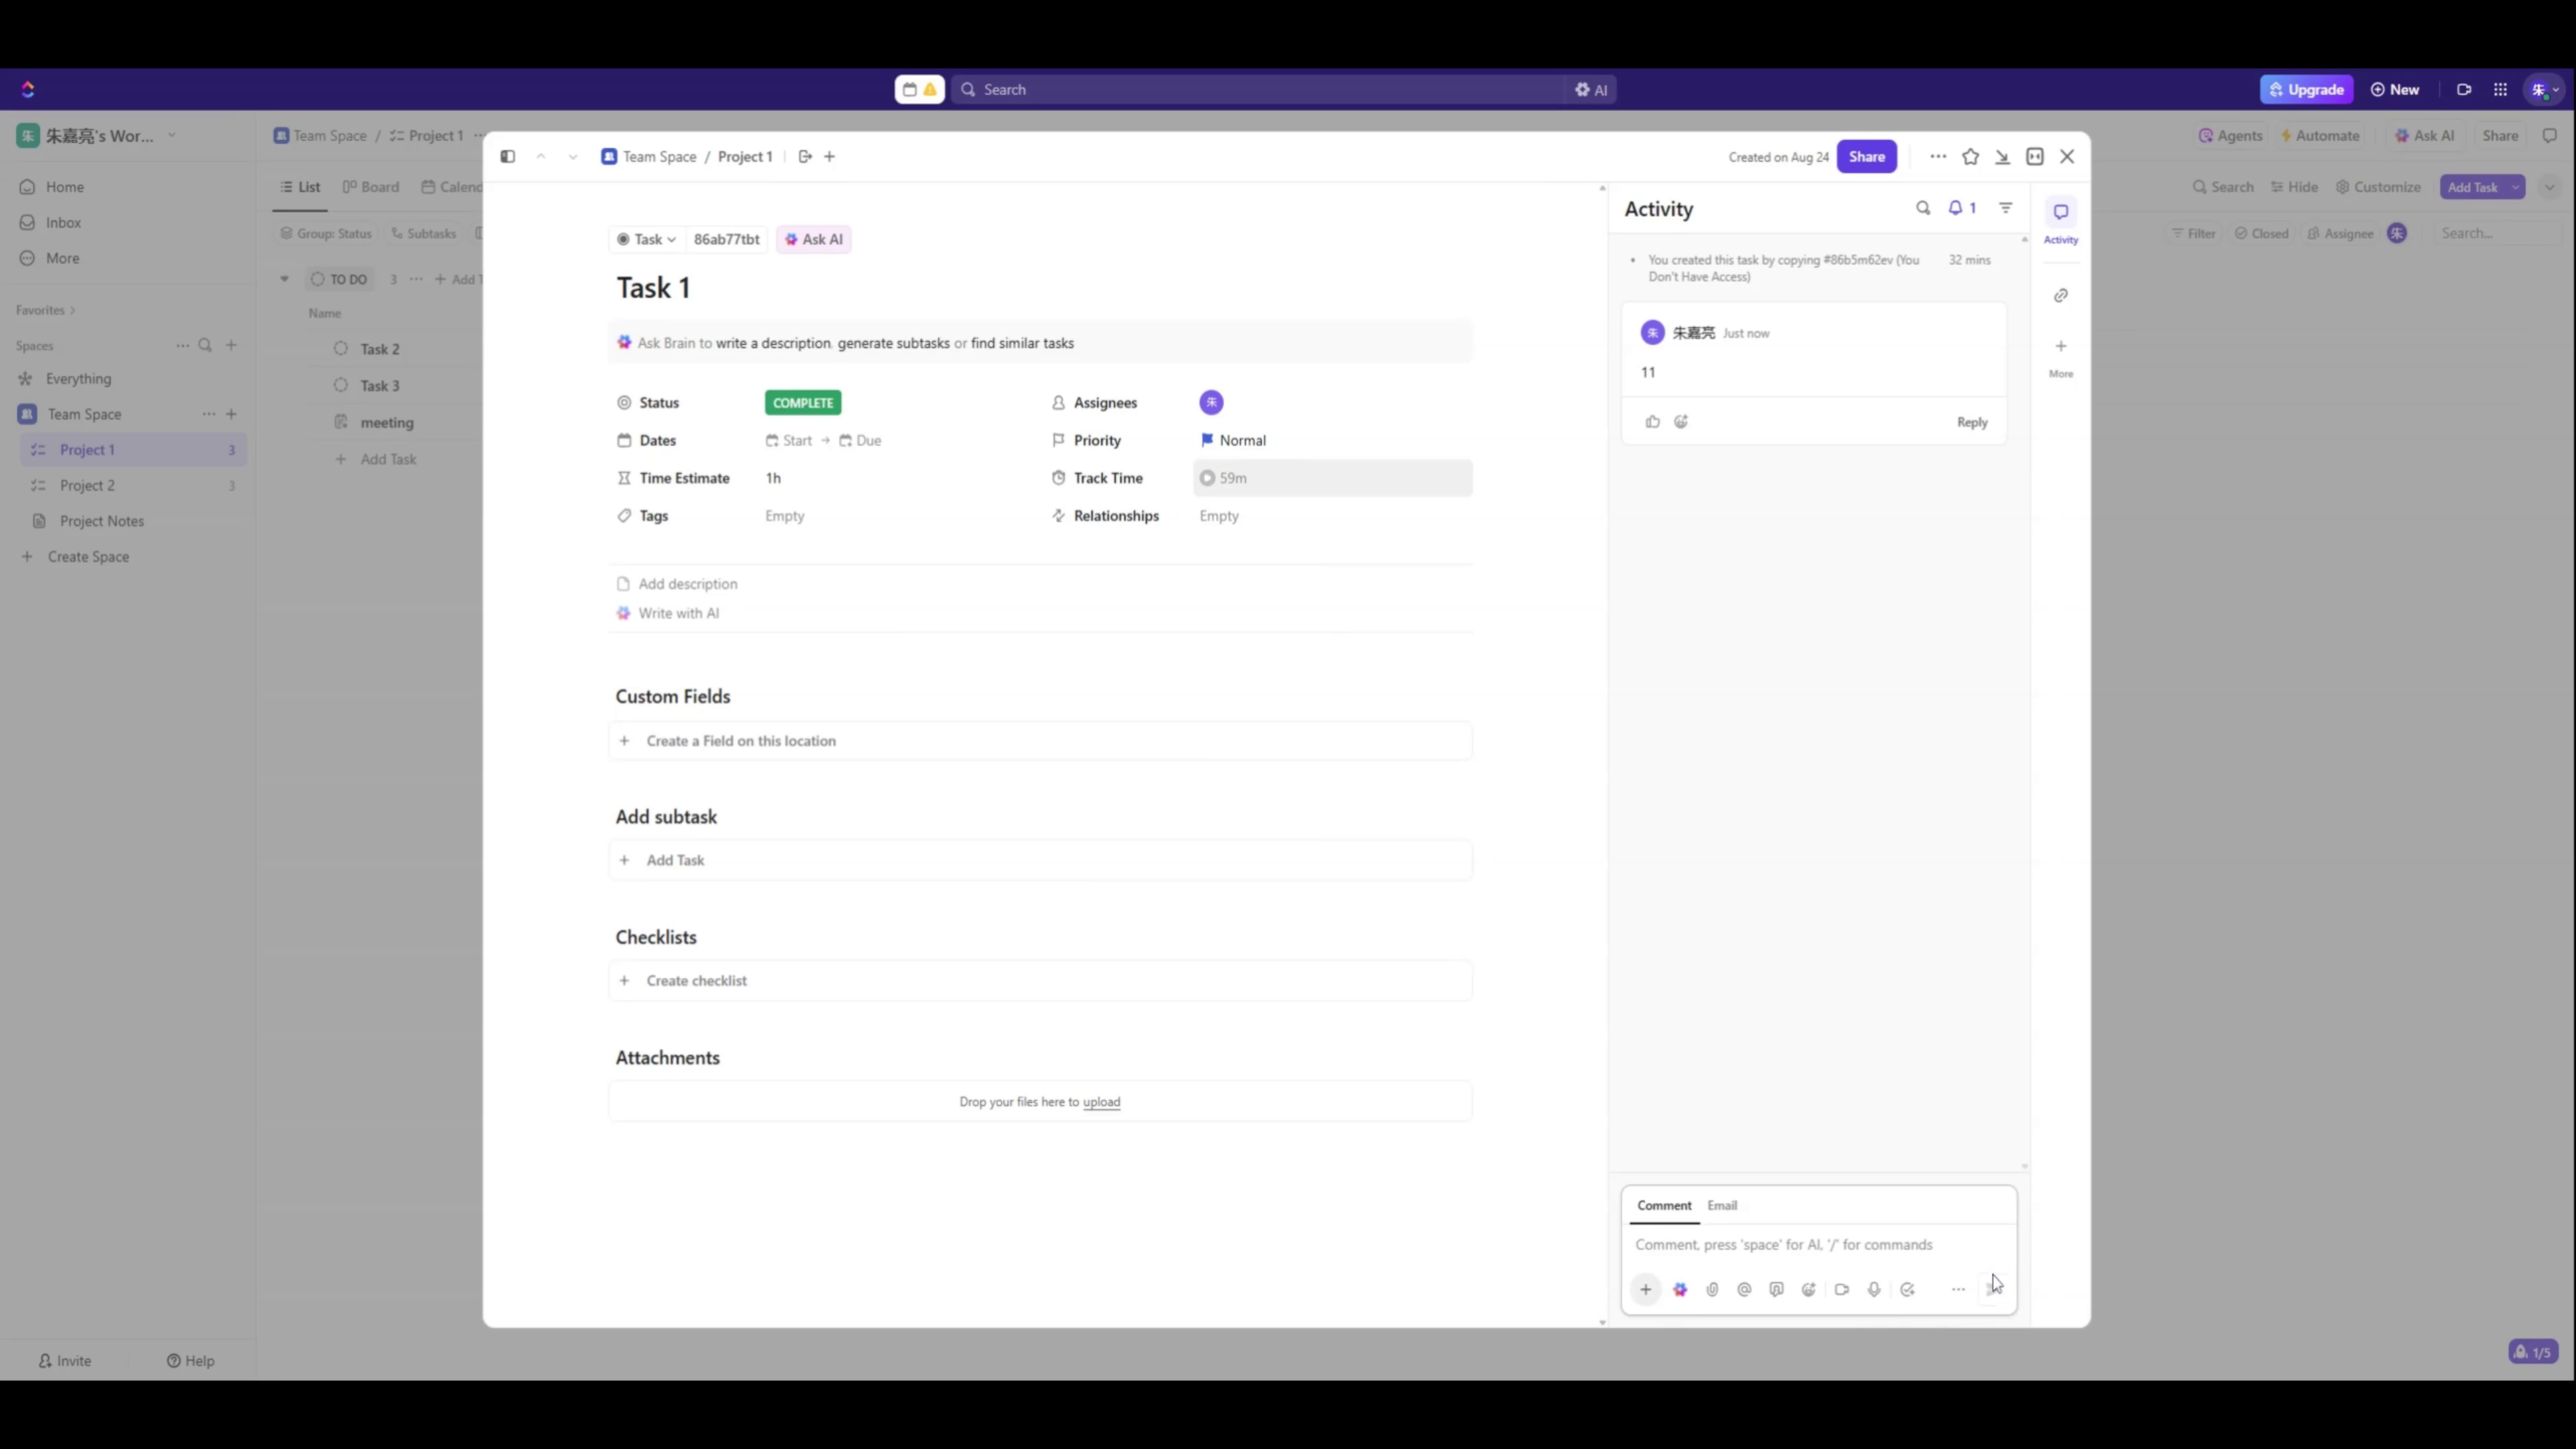 Search
AI
Upgrade
New
朱
朱 朱嘉亮's Wor...
Home
Inbox
More
Favorites
Spaces
Everything
Team Space
Project 1 3
Project 2 3
Project Notes
Create Space
Invite
Help
Team Space / Project 1 ...
List Board Calend
Group: Status Subtasks
TO DO 3 ... + Add T
Name
Task 2
Task 3
meeting
+ Add Task
Agents Automate Ask AI Share
Search Hide Customize Add Task
Filter Closed Assignee 朱 Search...
Team Space / Project 1
Created on Aug 24 Share
Task 86ab77tbt Ask AI
Task 1
Ask Brain to write a description, generate subtasks or find similar tasks
Status COMPLETE Assignees 朱
Dates Start → Due Priority Normal
Time Estimate 1h Track Time 59m
Tags Empty Relationships Empty
Add description
Write with AI
Custom Fields
+ Create a Field on this location
Add subtask
+ Add Task
Checklists
+ Create checklist
Attachments
Drop your files here to upload
Activity 1
• You created this task by copying #86b5m62ev (You 32 mins
Don't Have Access)
朱 朱嘉亮 Just now
11
Reply
Activity
More
Comment Email
Comment, press 'space' for AI, '/' for commands
1/5